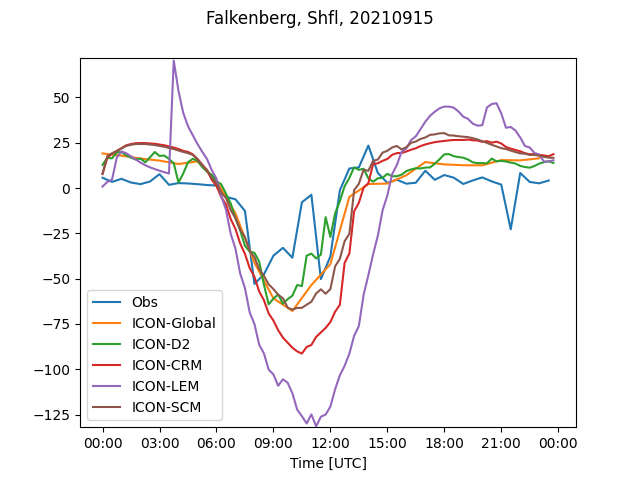 Falkenberg, Shfl, 20210915
50
25
0
−25
−50
−75
−100
−125
Obs
ICON-Global
ICON-D2
ICON-CRM
ICON-LEM
ICON-SCM
00:00 03:00 06:00 09:00 12:00 15:00 18:00 21:00 00:00
Time [UTC]